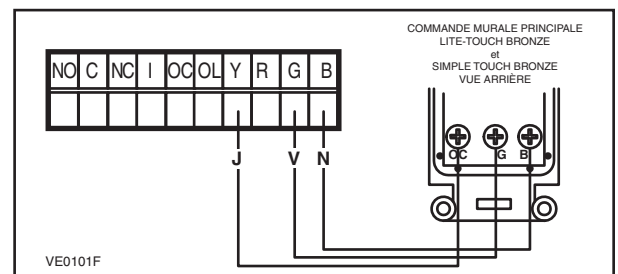 COMMANDE MURALE PRINCIPALE
LITE-TOUCH BRONZE
et
SIMPLE TOUCH BRONZE
VUE ARRIÈRE
NO C NC I OC OL Y R G B
OC G B
J V N
VE0101F